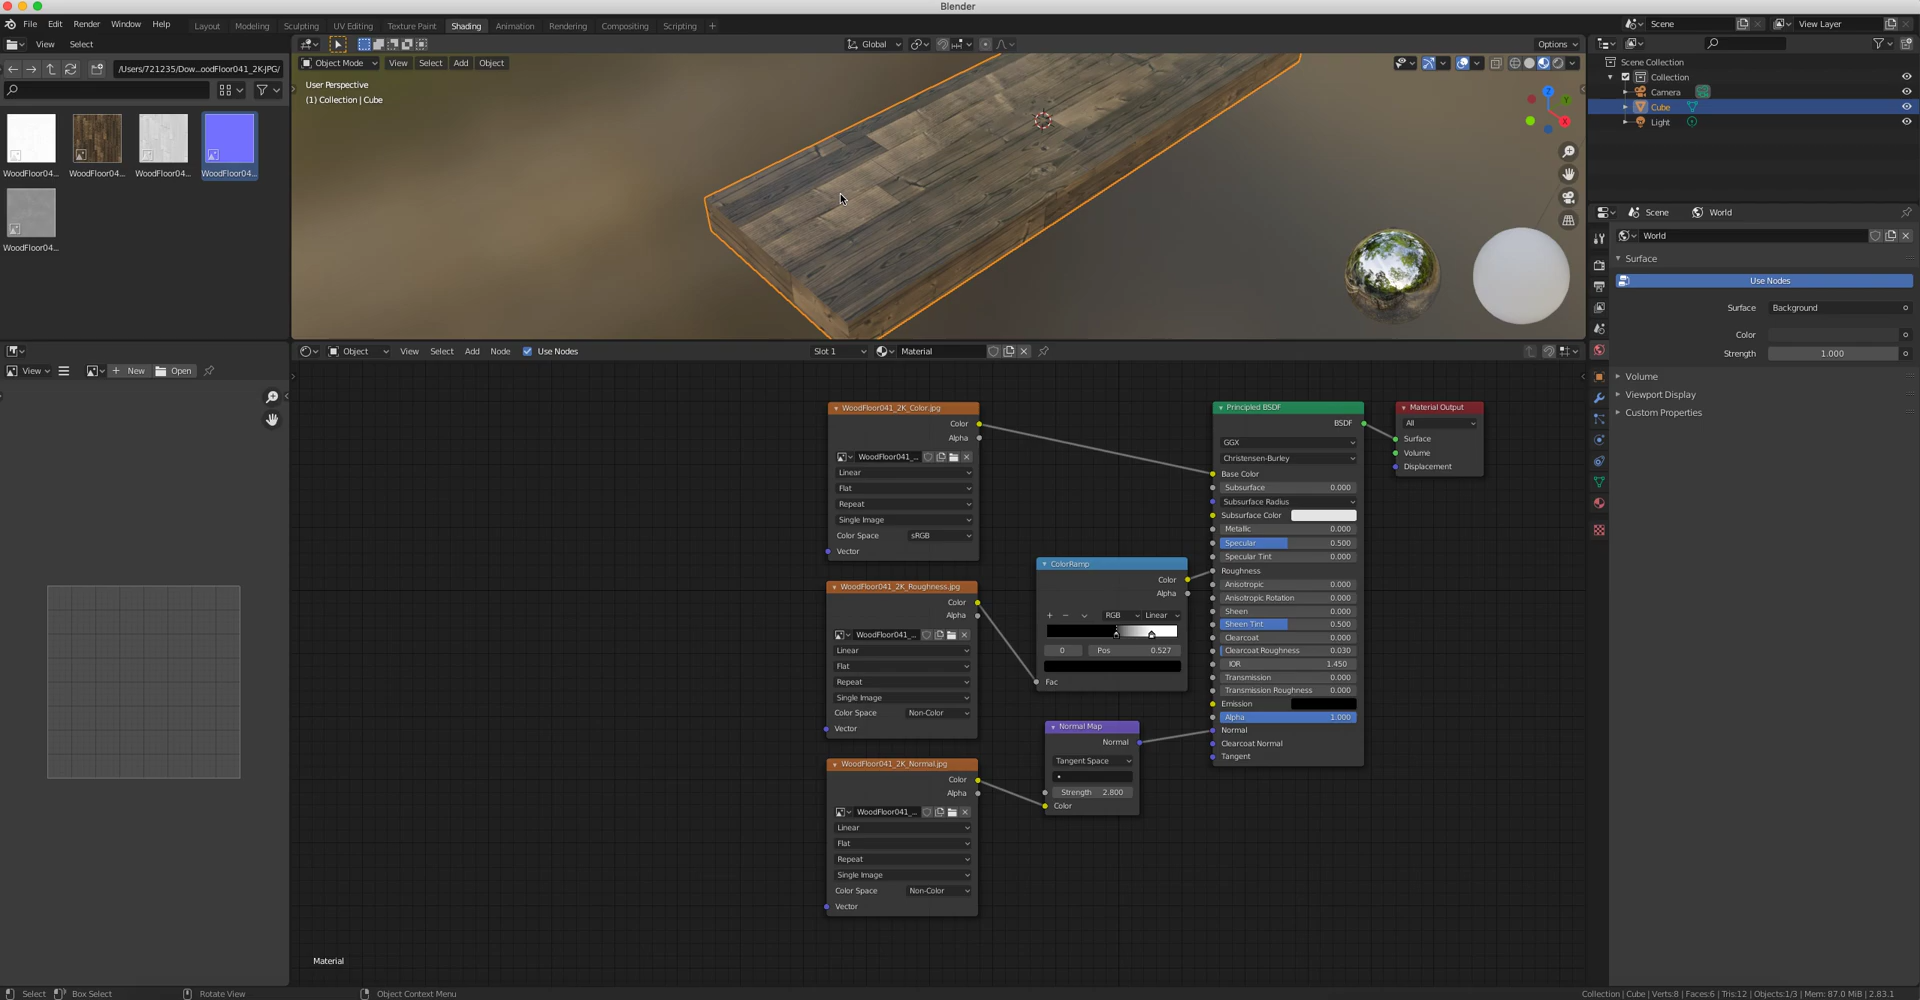 Blender
File Edit Render Window Help
Layout Modeling Sculpting UV Editing Texture Paint Shading Animation Rendering Compositing Scripting +
Scene
View Layer
View Select
Global
Options
/Users/721235/Dow...oodFloor041_2K-JPG/
Object Mode View Select Add Object
User Perspective
(1) Collection | Cube
WoodFloor04... WoodFloor04... WoodFloor04... WoodFloor04...
WoodFloor04...
Z
Y
X
Scene Collection
Collection
Camera
Cube
Light
Scene World
World
Surface
Use Nodes
Surface Background
Color
Strength 1.000
Volume
Viewport Display
Custom Properties
View New Open
Object View Select Add Node Use Nodes
Slot 1 Material
WoodFloor041_2K_Color.jpg
Color
Alpha
WoodFloor041_...
Linear
Flat
Repeat
Single Image
Color Space sRGB
Vector
WoodFloor041_2K_Roughness.jpg
Color
Alpha
WoodFloor041_...
Linear
Flat
Repeat
Single Image
Color Space Non-Color
Vector
WoodFloor041_2K_Normal.jpg
Color
Alpha
WoodFloor041_...
Linear
Flat
Repeat
Single Image
Color Space Non-Color
Vector
ColorRamp
Color
Alpha
+ − RGB Linear
0 Pos 0.527
Fac
Normal Map
Normal
Tangent Space
Strength 2.800
Color
Principled BSDF
BSDF
GGX
Christensen-Burley
Base Color
Subsurface 0.000
Subsurface Radius
Subsurface Color
Metallic 0.000
Specular 0.500
Specular Tint 0.000
Roughness
Anisotropic 0.000
Anisotropic Rotation 0.000
Sheen 0.000
Sheen Tint 0.500
Clearcoat 0.000
Clearcoat Roughness 0.030
IOR 1.450
Transmission 0.000
Transmission Roughness 0.000
Emission
Alpha 1.000
Normal
Clearcoat Normal
Tangent
Material Output
All
Surface
Volume
Displacement
Material
Select Box Select Rotate View Object Context Menu
Collection | Cube | Verts:8 | Faces:6 | Tris:12 | Objects:1/3 | Mem: 87.0 MiB | 2.83.1